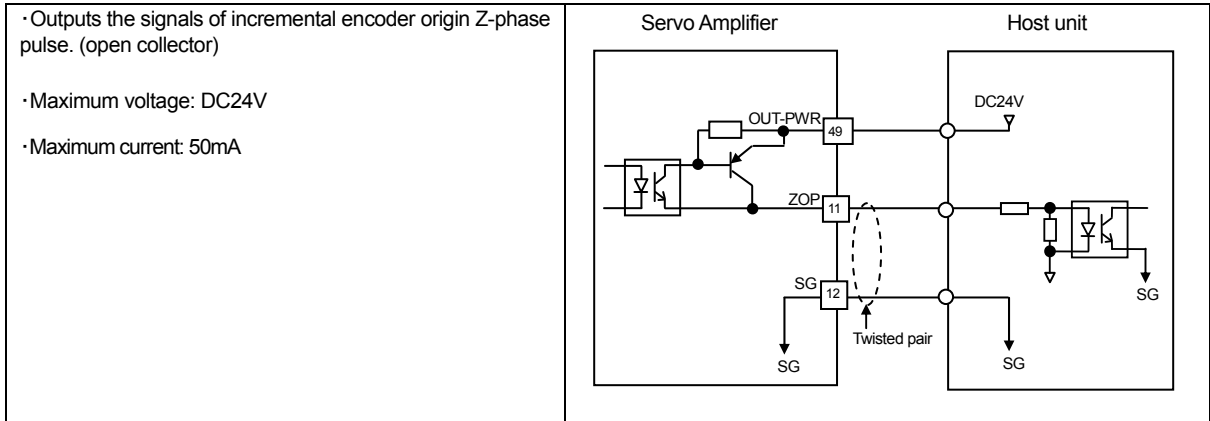 ·Outputs the signals of incremental encoder origin Z-phase
pulse. (open collector)
·Maximum voltage: DC24V
·Maximum current: 50mA
Servo Amplifier
Host unit
DC24V
OUT-PWR
49
ZOP
11
SG
12
SG
Twisted pair
SG
SG